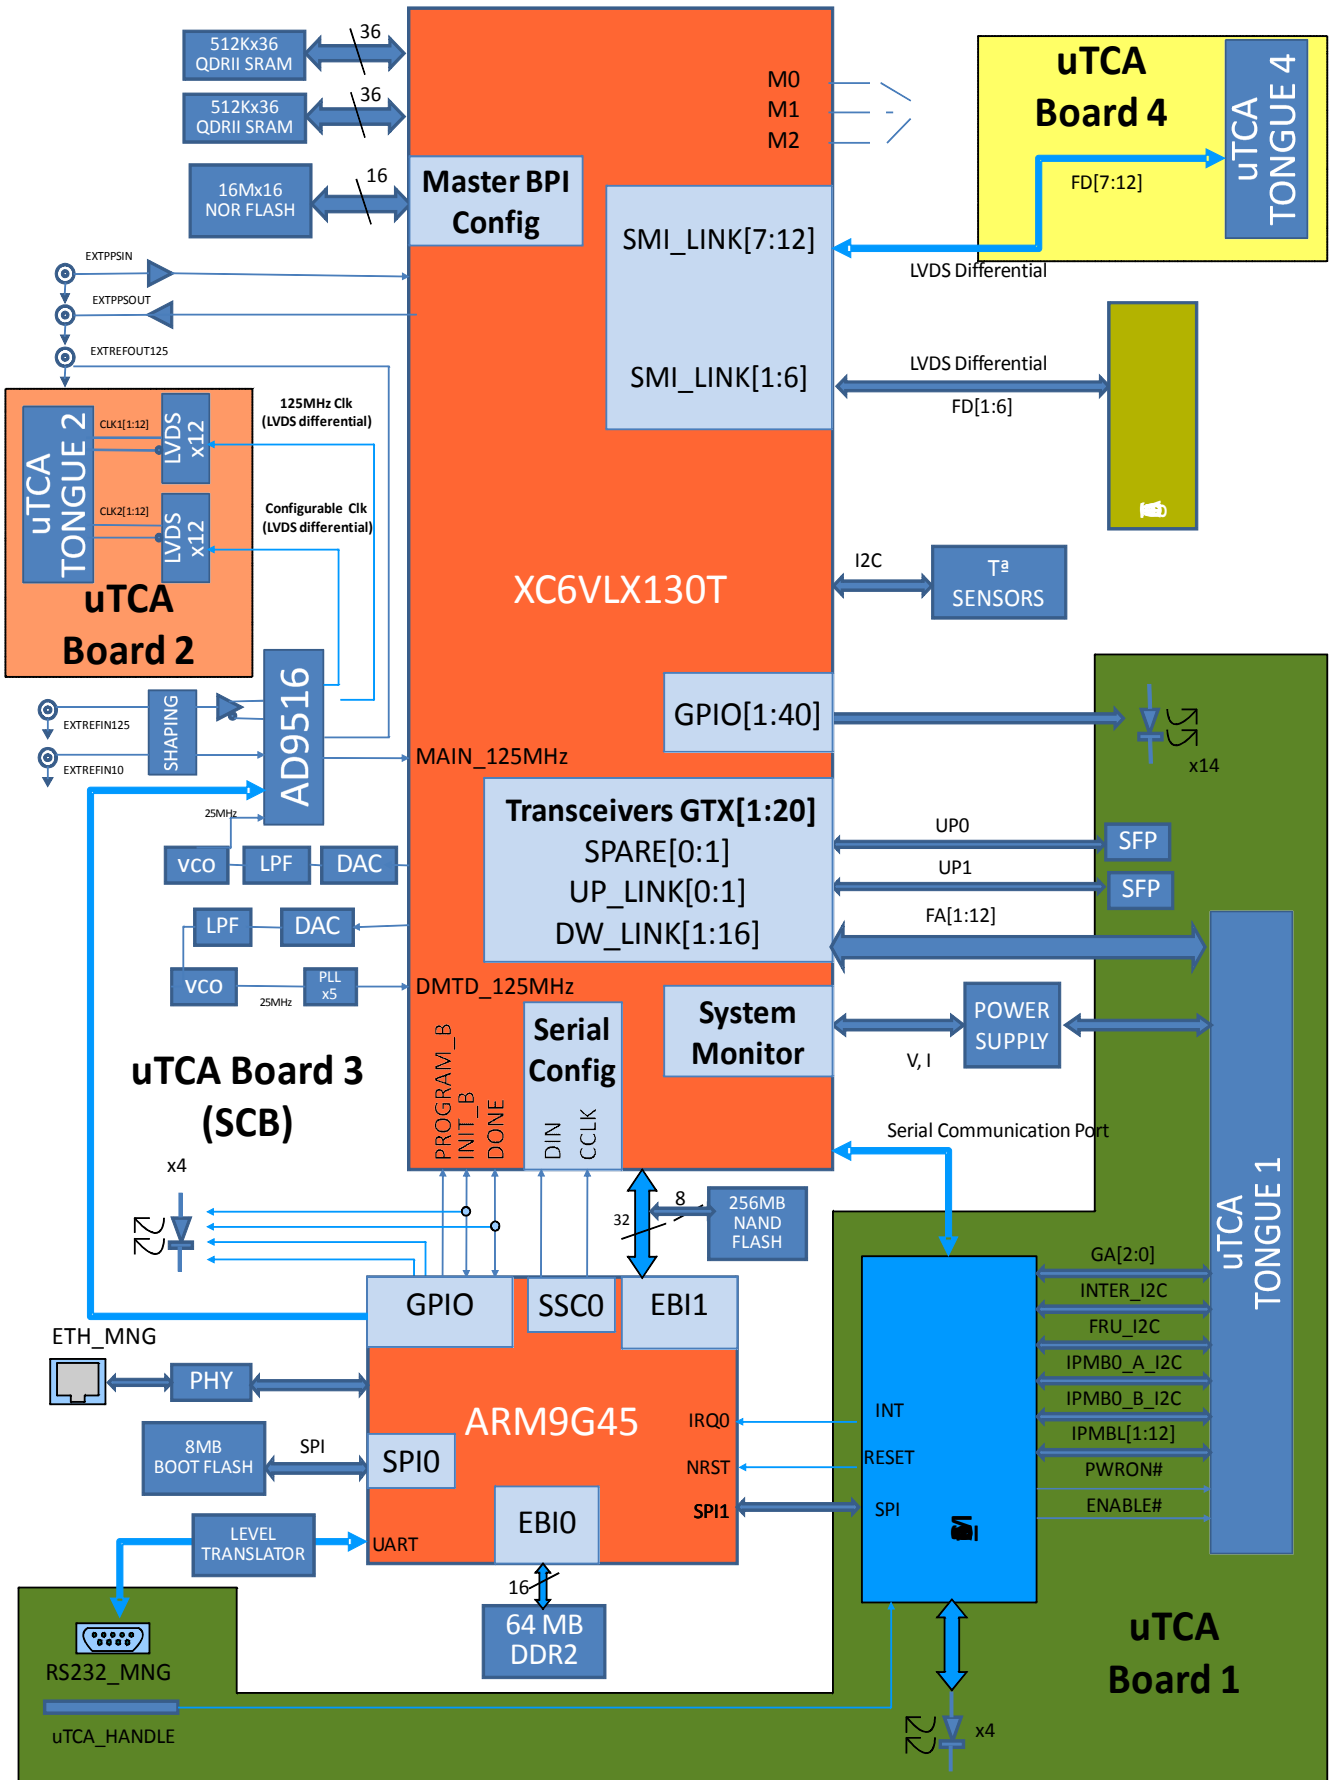 512Kx36
QDRII SRAM
36
512Kx36
QDRII SRAM
36
16Mx16
NOR FLASH
16
Master BPI
Config
M0
M1
M2
uTCA
Board 4
uTCA
TONGUE 4
FD[7:12]
SMI_LINK[7:12]
LVDS Differential
EXTPPSIN
EXTPPSOUT
EXTREFOUT125
SMI_LINK[1:6]
LVDS Differential
FD[1:6]
uTCA
TONGUE 2
CLK1[1:12]
LVDS
x12
125MHz Clk
(LVDS differential)
CLK2[1:12]
LVDS
x12
Configurable Clk
(LVDS differential)
uTCA
Board 2
XC6VLX130T
I2C
Tª
SENSORS
EXTREFIN125
EXTREFIN10
SHAPING
AD9516
MAIN_125MHz
GPIO[1:40]
x14
25MHz
VCO
LPF
DAC
Transceivers GTX[1:20]
SPARE[0:1]
UP_LINK[0:1]
DW_LINK[1:16]
UP0
SFP
UP1
SFP
FA[1:12]
LPF
DAC
VCO
25MHz
PLL
x5
DMTD_125MHz
System
Monitor
V, I
POWER
SUPPLY
uTCA Board 3
(SCB)
PROGRAM_B
INIT_B
DONE
Serial
Config
DIN
CCLK
Serial Communication Port
uTCA
TONGUE 1
x4
32
8
256MB
NAND
FLASH
GPIO
SSC0
EBI1
ETH_MNG
PHY
ARM9G45
IRQ0
NRST
SPI1
INT
RESET
SPI
GA[2:0]
INTER_I2C
FRU_I2C
IPMB0_A_I2C
IPMB0_B_I2C
IPMBL[1:12]
PWRON#
ENABLE#
8MB
BOOT FLASH
SPI
SPI0
EBI0
LEVEL
TRANSLATOR
UART
16
64 MB
DDR2
RS232_MNG
uTCA_HANDLE
x4
uTCA
Board 1